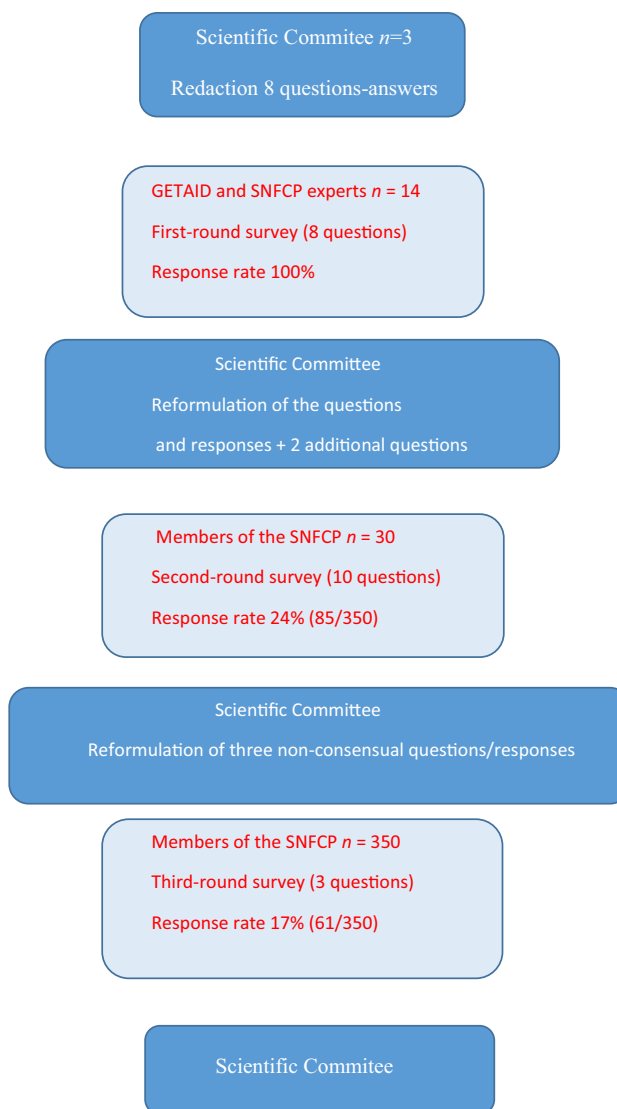 Scientific Commitee n=3
Redaction 8 questions-answers
GETAID and SNFCP experts n = 14
First-round survey (8 questions)
Response rate 100%
Scientific Committee
Reformulation of the questions
and responses + 2 additional questions
Members of the SNFCP n = 30
Second-round survey (10 questions)
Response rate 24% (85/350)
Scientific Committee
Reformulation of three non-consensual questions/responses
Members of the SNFCP n = 350
Third-round survey (3 questions)
Response rate 17% (61/350)
Scientific Commitee